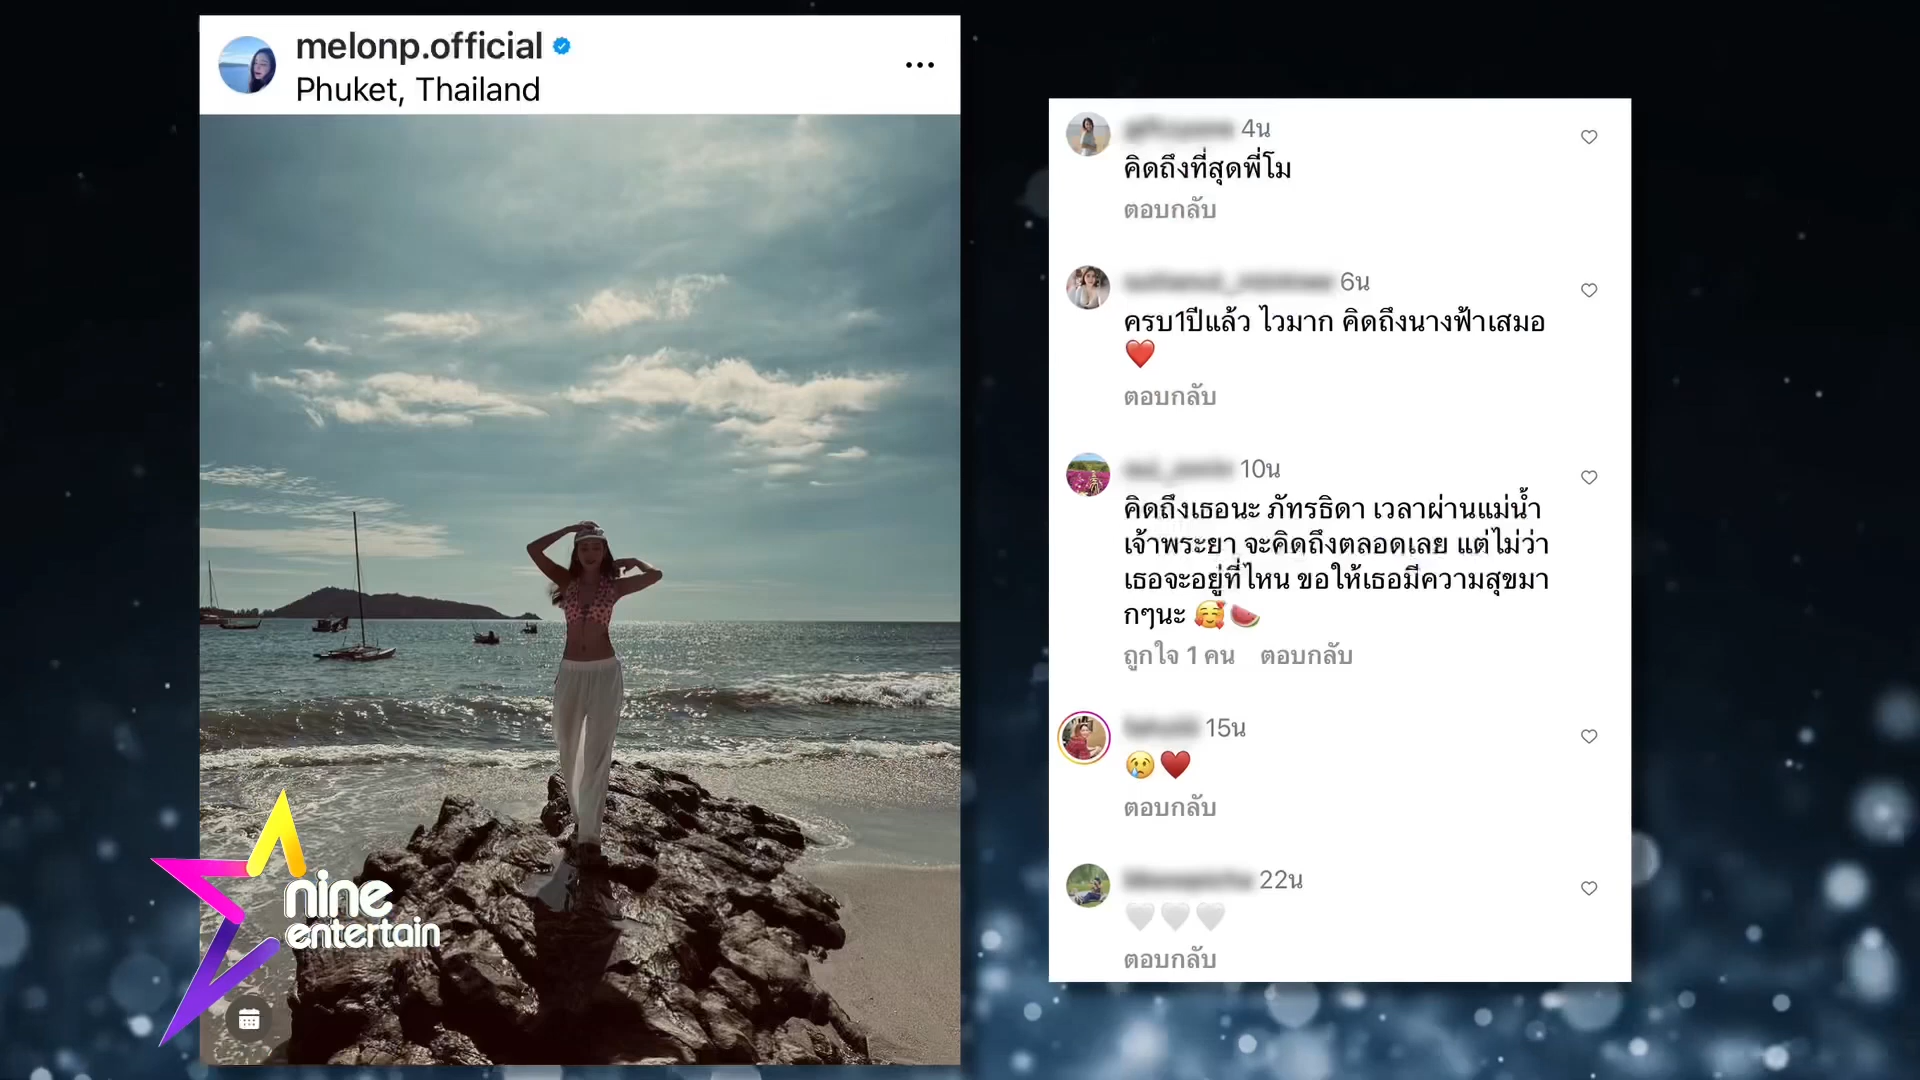 melonp.official
Phuket, Thailand
4น
คิดถึงที่สุดพี่โม
ตอบกลับ
6น
ครบ1ปีแล้ว ไวมาก คิดถึงนางฟ้าเสมอ
❤️
ตอบกลับ
10น
คิดถึงเธอนะ ภัทรธิดา เวลาผ่านแม่น้ำ
เจ้าพระยา จะคิดถึงตลอดเลย แต่ไม่ว่า
เธอจะอยู่ที่ไหน ขอให้เธอมีความสุขมา
กๆนะ 🥰🍉
ถูกใจ 1 คน ตอบกลับ
15น
😢♥️
ตอบกลับ
22น
🤍🤍🤍
ตอบกลับ
nine
entertain